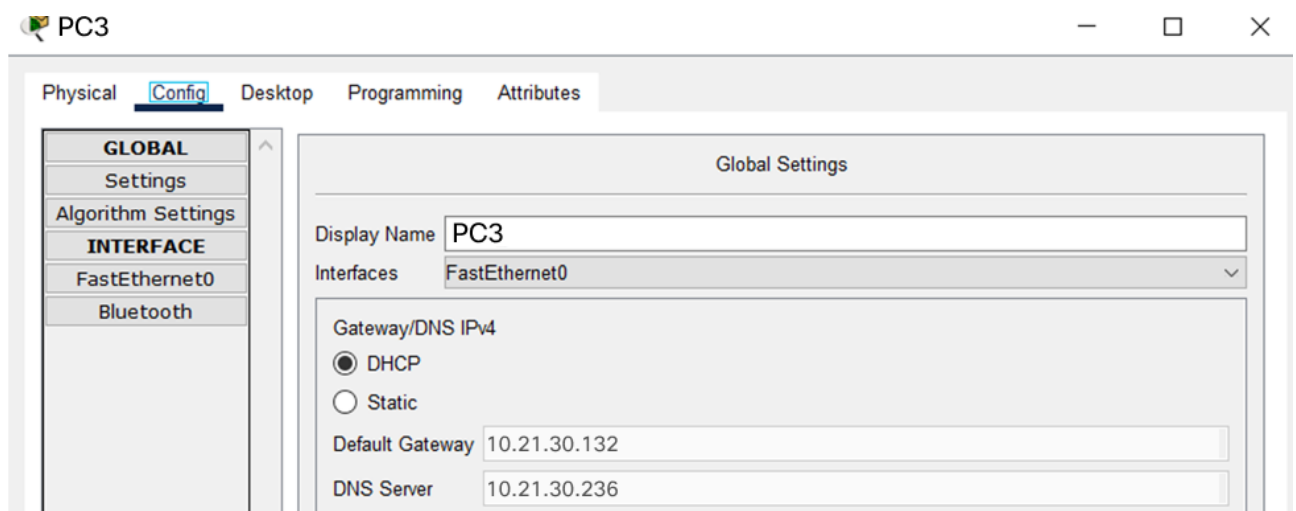 PC3
Physical Config Desktop Programming Attributes
GLOBAL
Settings
Algorithm Settings
INTERFACE
FastEthernet0
Bluetooth
Global Settings
Display Name PC3
Interfaces FastEthernet0
Gateway/DNS IPv4
DHCP
Static
Default Gateway 10.21.30.132
DNS Server 10.21.30.236